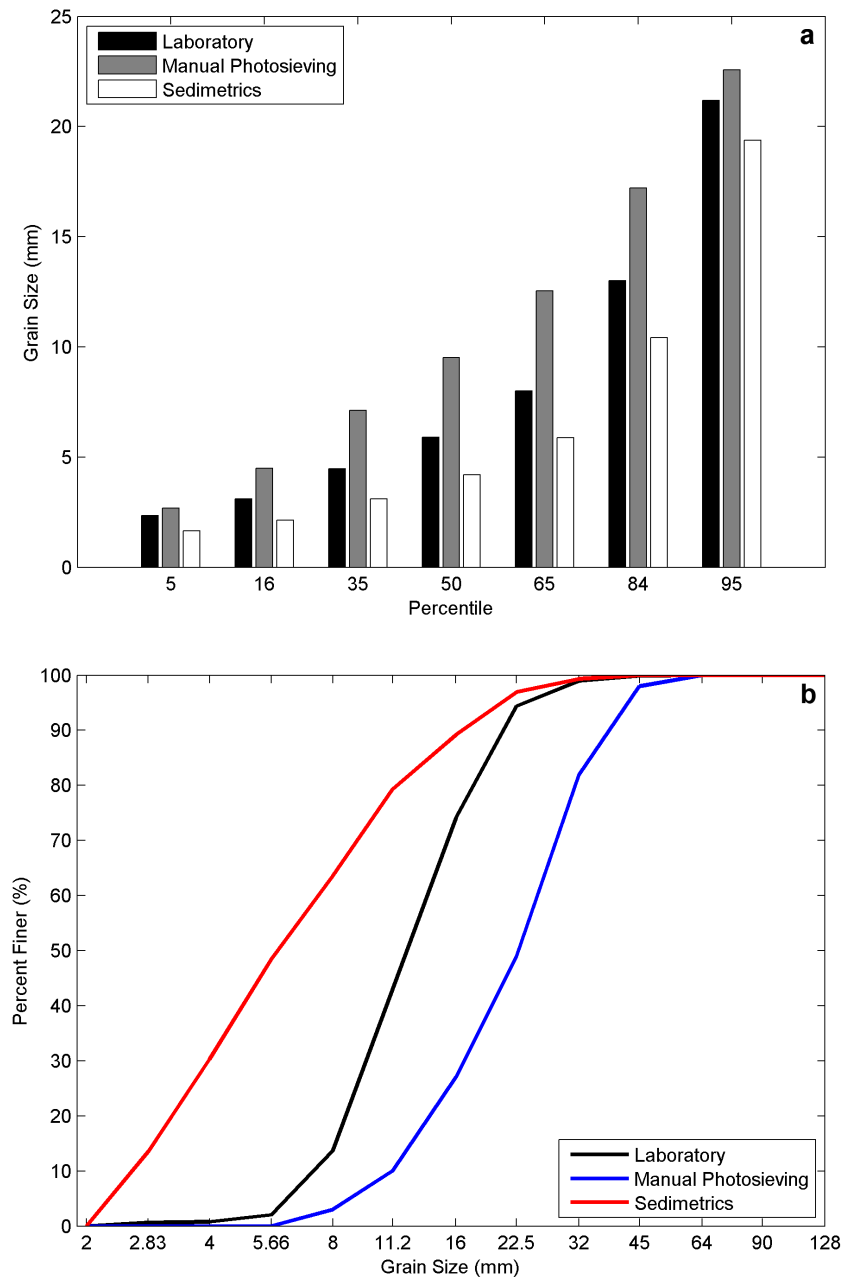 25
a
Laboratory
Manual Photosieving
Sedimetrics
20
15
10
5
0
Grain Size (mm)
5 16 35 50 65 84 95
Percentile
100
b
90
80
70
60
50
40
30
20
10
0
Percent Finer (%)
Laboratory
Manual Photosieving
Sedimetrics
2 2.83 4 5.66 8 11.2 16 22.5 32 45 64 90 128
Grain Size (mm)